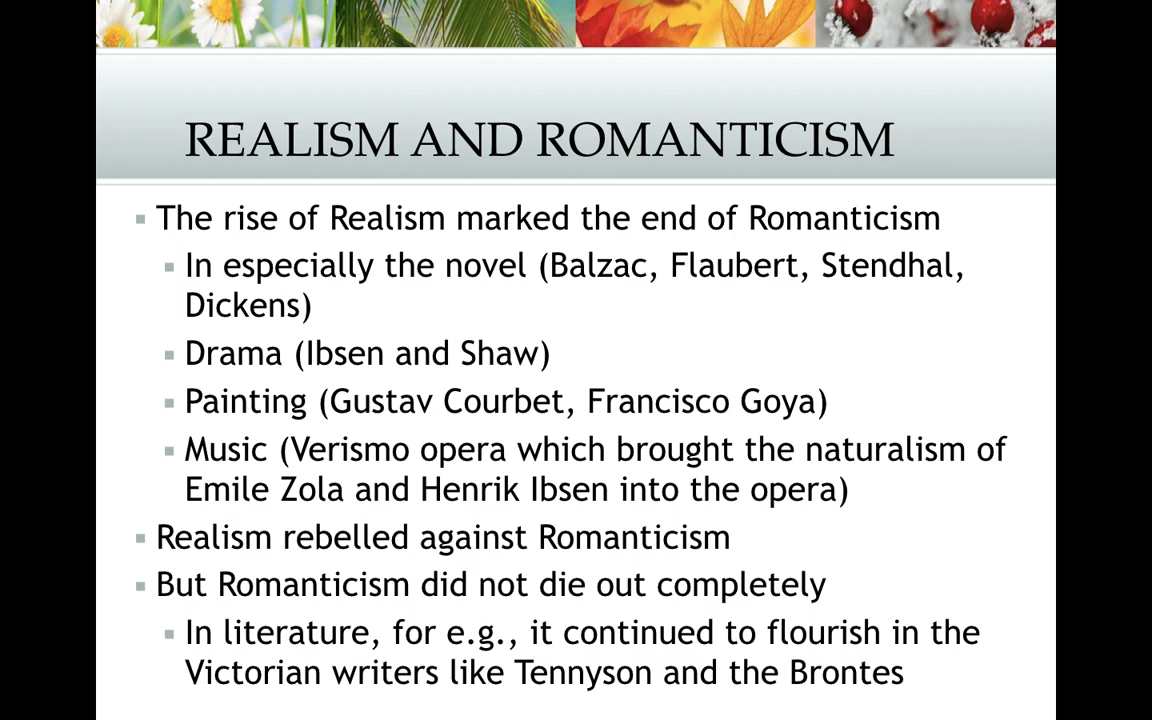 REALISM AND ROMANTICISM
▪ The rise of Realism marked the end of Romanticism
▪ In especially the novel (Balzac, Flaubert, Stendhal,
Dickens)
▪ Drama (Ibsen and Shaw)
▪ Painting (Gustav Courbet, Francisco Goya)
▪ Music (Verismo opera which brought the naturalism of
Emile Zola and Henrik Ibsen into the opera)
▪ Realism rebelled against Romanticism
▪ But Romanticism did not die out completely
▪ In literature, for e.g., it continued to flourish in the
Victorian writers like Tennyson and the Brontes